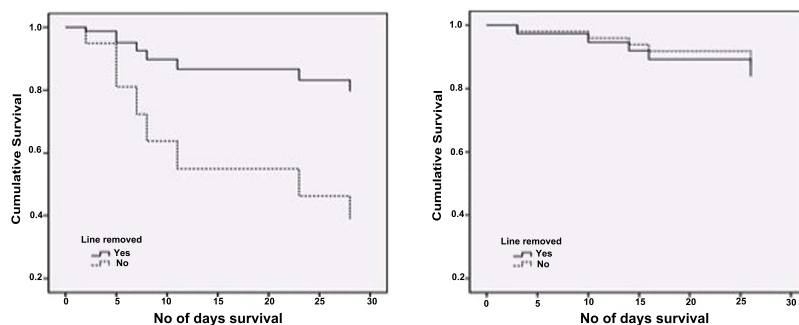 Cumulative Survival
1.0
0.8
0.6
0.4
0.2
Line removed
Yes
No
0 5 10 15 20 25 30
No of days survival
Cumulative Survival
1.0
0.8
0.6
0.4
0.2
Line removed
Yes
No
0 5 10 15 20 25 30
No of days survival